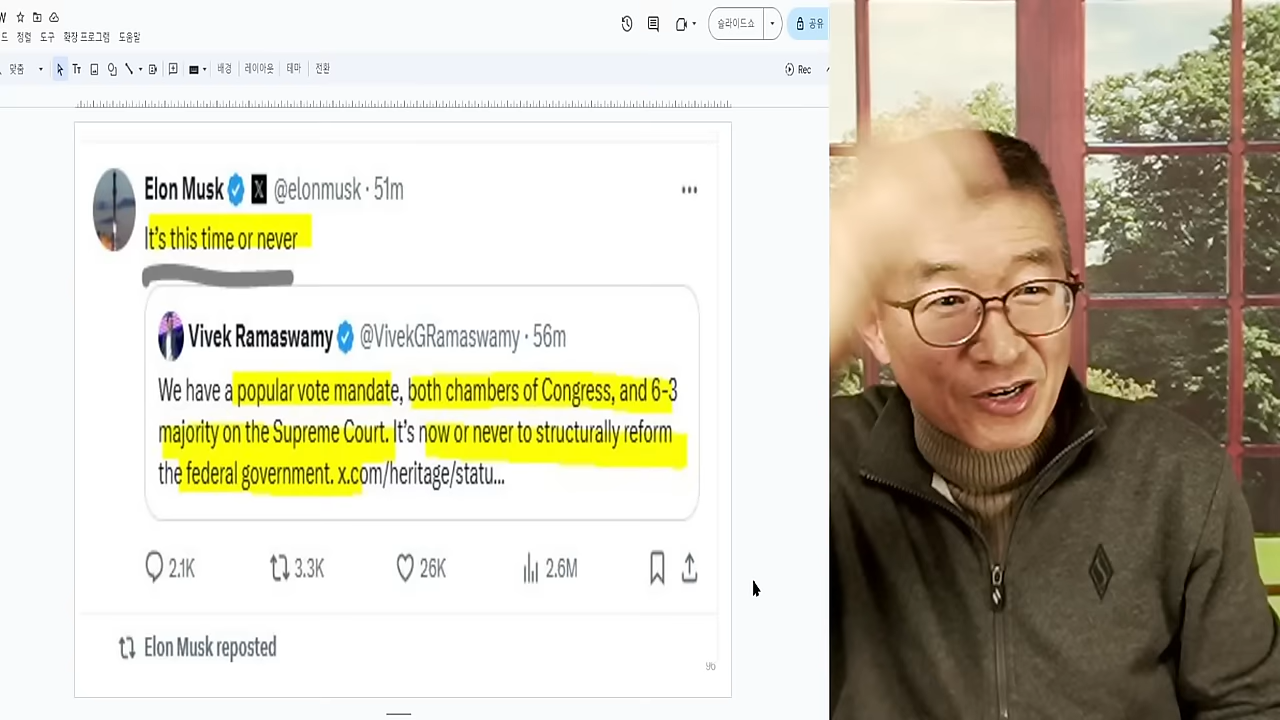 W
드 정렬 도구 확장 프로그램 도움말
슬라이드쇼
공유
맞춤
Tт 배경 레이아웃 테마 전환
Rec
Elon Musk X @elonmusk · 51m
It's this time or never
Vivek Ramaswamy @VivekGRamaswamy · 56m
We have a popular vote mandate, both chambers of Congress, and 6-3
majority on the Supreme Court. It's now or never to structurally reform
the federal government. x.com/heritage/statu...
2.1K 3.3K 26K 2.6M
Elon Musk reposted
96